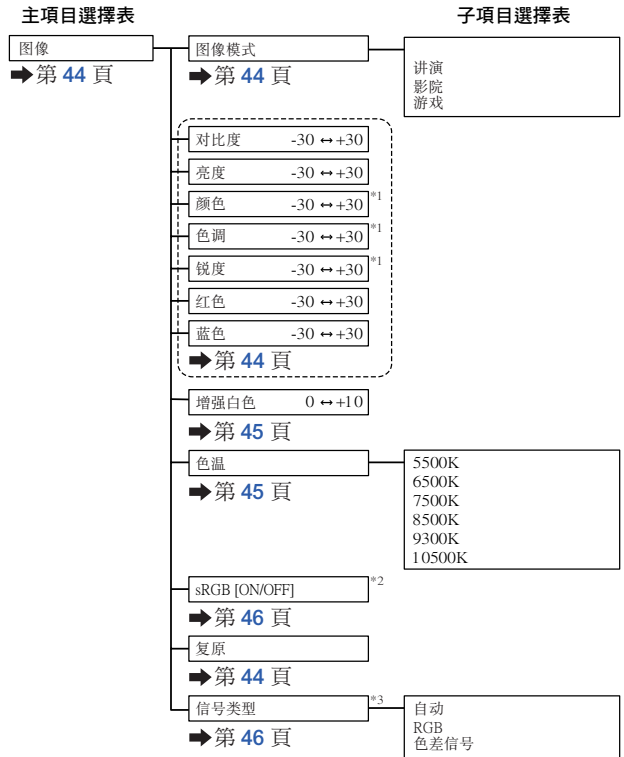 主項目選擇表
子項目選擇表
图像
➡第 44 頁
图像模式
➡第 44 頁
讲演
影院
游戏
对比度 -30 ↔ +30
亮度 -30 ↔ +30
颜色 -30 ↔ +30 *1
色调 -30 ↔ +30 *1
锐度 -30 ↔ +30 *1
红色 -30 ↔ +30
蓝色 -30 ↔ +30
➡第 44 頁
增强白色 0 ↔ +10
➡第 45 頁
色温
➡第 45 頁
5500K
6500K
7500K
8500K
9300K
10500K
sRGB [ON/OFF] *2
➡第 46 頁
复原
➡第 44 頁
信号类型 *3
➡第 46 頁
自动
RGB
色差信号